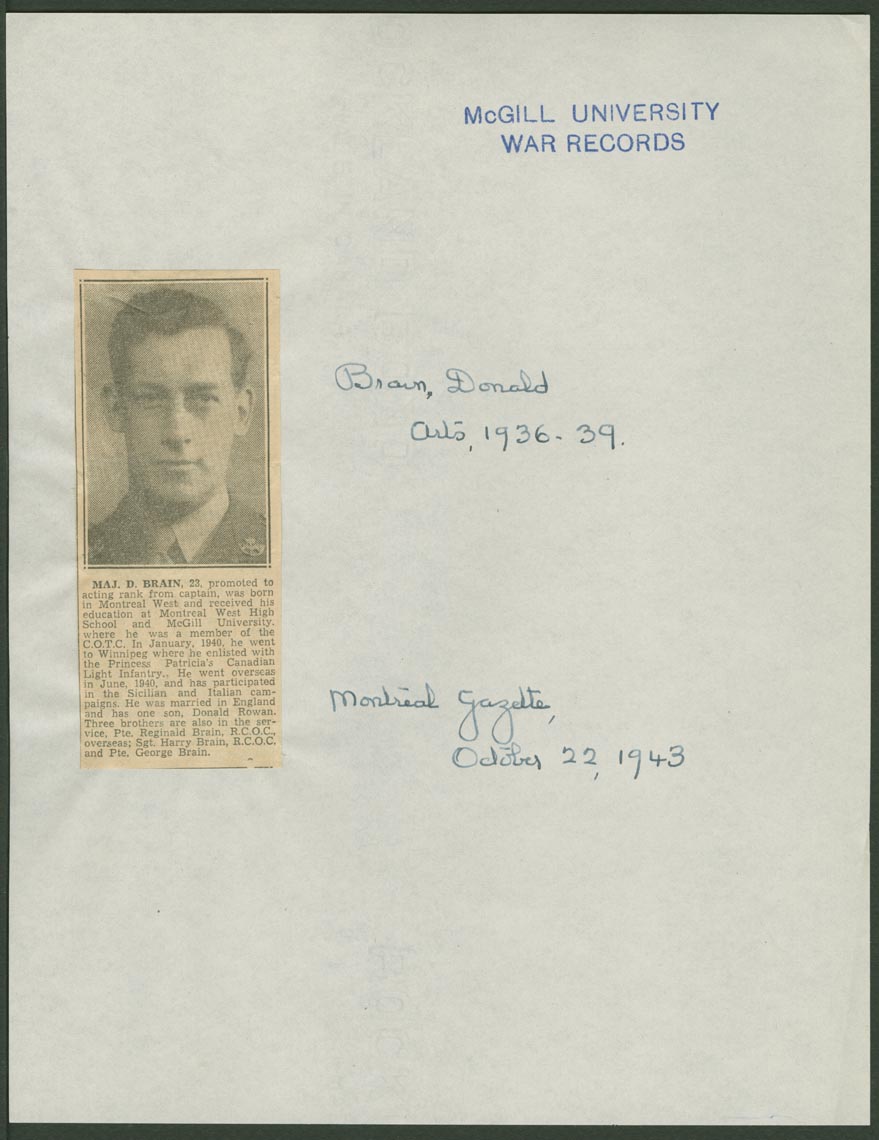 McGILL UNIVERSITY
WAR RECORDS
Brain, Donald
Arts, 1936-39.
MAJ. D. BRAIN, 23, promoted to
acting rank from captain, was born
in Montreal West and received his
education at Montreal West High
School and McGill University,
where he was a member of the
C.O.T.C. In January, 1940, he went
to Winnipeg where he enlisted with
the Princess Patricia's Canadian
Light Infantry.. He went overseas
in June, 1940, and has participated
in the Sicilian and Italian cam-
paigns. He was married in England
and has one son, Donald Rowan.
Three brothers are also in the ser-
vice, Pte. Reginald Brain, R.C.O.C.,
overseas; Sgt. Harry Brain, R.C.O.C.
and Pte. George Brain.
Montreal Gazette,
October 22, 1943